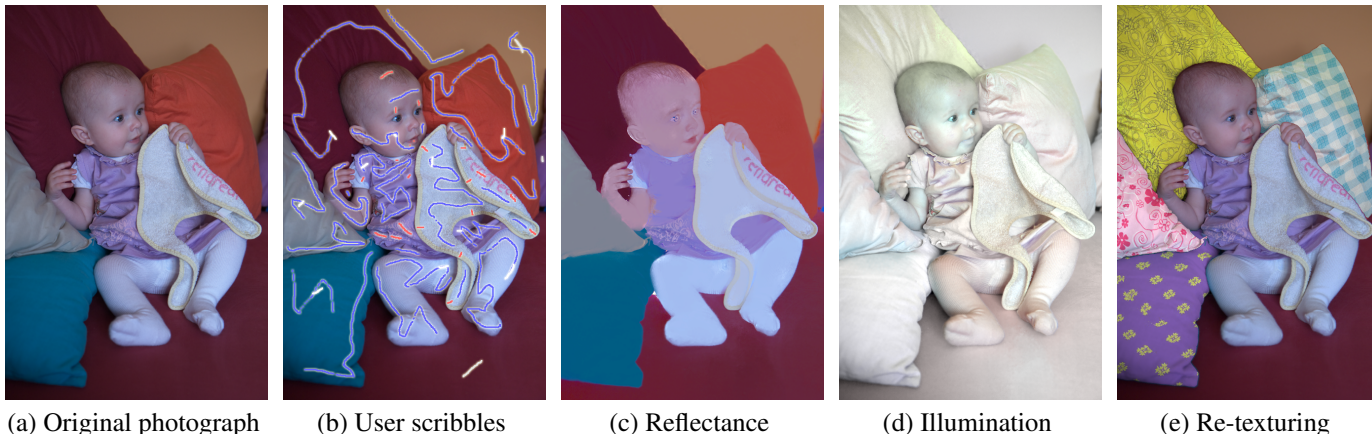 (a) Original photograph
(b) User scribbles
(c) Reflectance
(d) Illumination
(e) Re-texturing